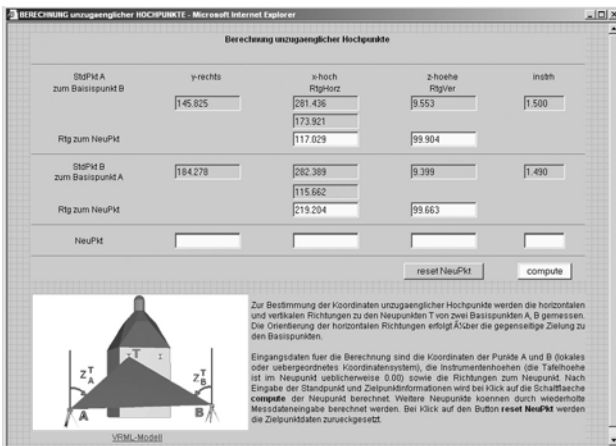 BERECHNUNG unzugaenglicher HOCHPUNKTE - Microsoft Internet Explorer
Berechnung unzugaenglicher Hochpunkte
StdPkt A y-rechts x-hoch z-hoehe instrh
zum Baisispunkt B RtgHorz RtgVer
145.825 281.436 9.553 1.500
173.921
Rtg zum NeuPkt 117.029 99.904
StdPkt B 184.278 282.389 9.399 1.490
zum Basispunkt A
115.662
Rtg zum NeuPkt 219.204 99.663
NeuPkt
reset NeuPkt compute
Zur Bestimmung der Koordinaten unzugaenglicher Hochpunkte werden die horizontalen
und vertikalen Richtungen zu den Neupunkten T von zwei Basispunkten A, B gemessen.
Die Orientierung der horizontalen Richtungen erfolgt Ã¼ber die gegenseitige Zielung zu
den Basispunkten.
Eingangsdaten fuer die Berechnung sind die Koordinaten der Punkte A und B (lokales
oder uebergeordnetes Koordinatensystem), die Instrumentenhoehen (die Tafelhoehe
ist im Neupunkt ueblicherweise 0.00) sowie die Richtungen zum Neupunkt. Nach
Eingabe der Standpunkt und Zielpunktinformationen wird bei Klick auf die Schaltflaeche
compute der Neupunkt berechnet. Weitere Neupunkte koennen durch wiederholte
Messdateneingabe berechnet werden. Bei Klick auf den Button reset NeuPkt werden
die Zielpunktdaten zurueckgesetzt.
T
Z T A
Z T B
A B
VRML-Modell